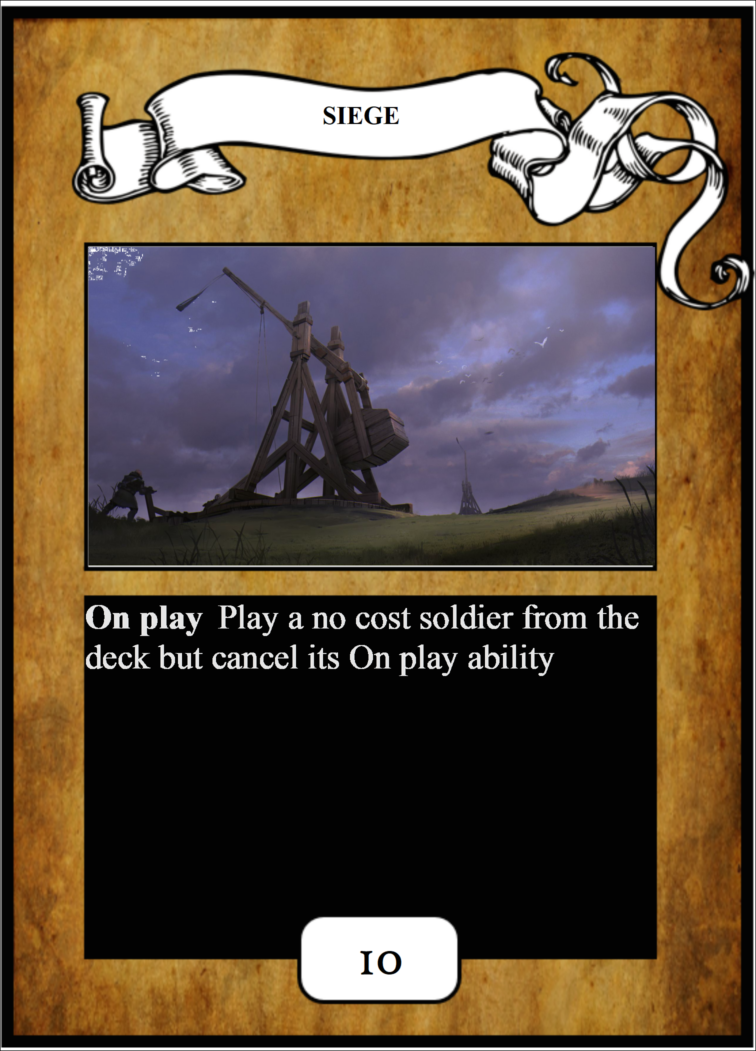 SIEGE
On play Play a no cost soldier from the
deck but cancel its On play ability
10